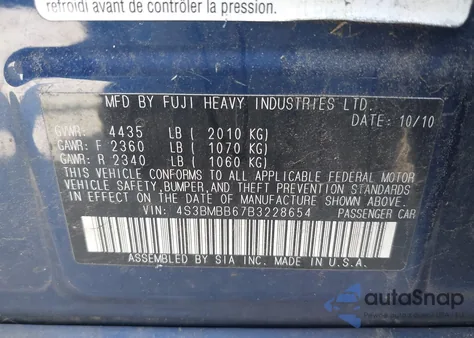 refroidi avant de contrôler la pression.
MFD BY FUJI HEAVY INDUSTRIES LTD.
DATE: 10/10
GVWR: 4435 LB ( 2010 KG)
GAWR: F 2360 LB ( 1070 KG)
GAWR: R 2340 LB ( 1060 KG)
THIS VEHICLE CONFORMS TO ALL APPLICABLE FEDERAL MOTOR
VEHICLE SAFETY, BUMPER, AND THEFT PREVENTION STANDARDS
IN EFFECT ON THE DATE OF MANUFACTURE SHOWN ABOVE.
VIN: 4S3BMBB67B3228654 PASSENGER CAR
ASSEMBLED BY SIA INC. MADE IN U.S.A.
autoSnap